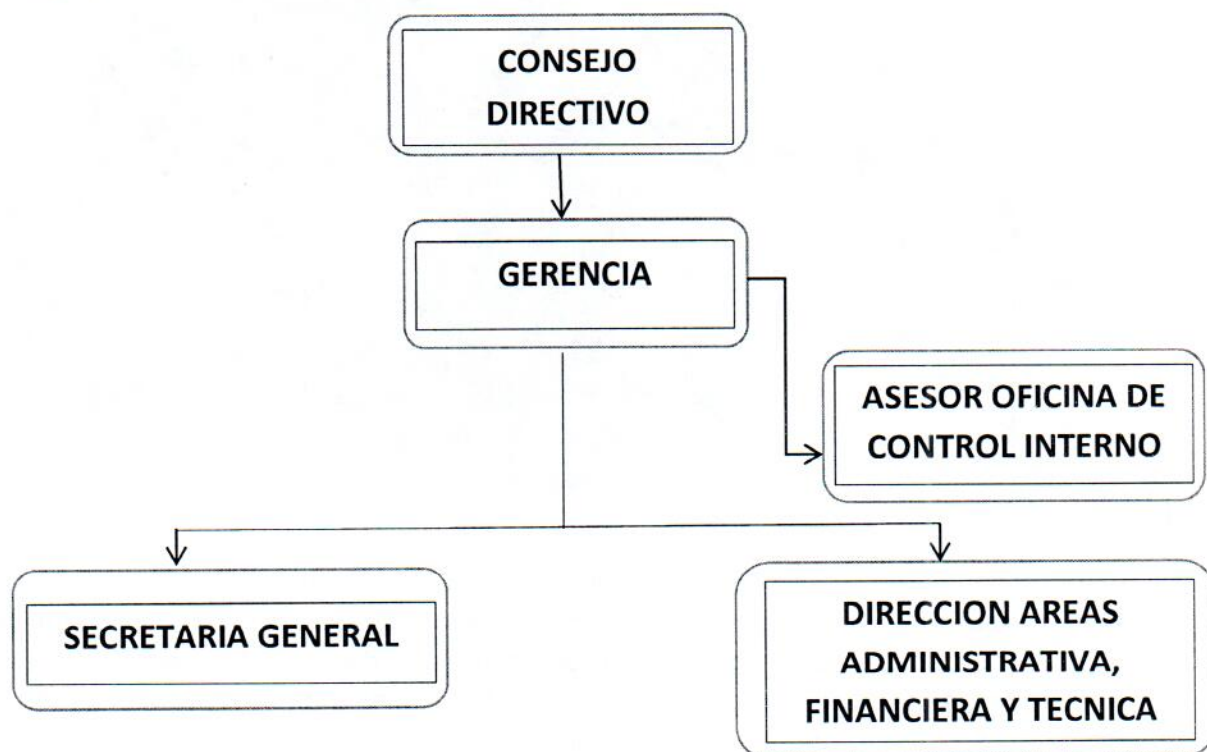 CONSEJO
DIRECTIVO
GERENCIA
ASESOR OFICINA DE
CONTROL INTERNO
SECRETARIA GENERAL
DIRECCION AREAS
ADMINISTRATIVA,
FINANCIERA Y TECNICA